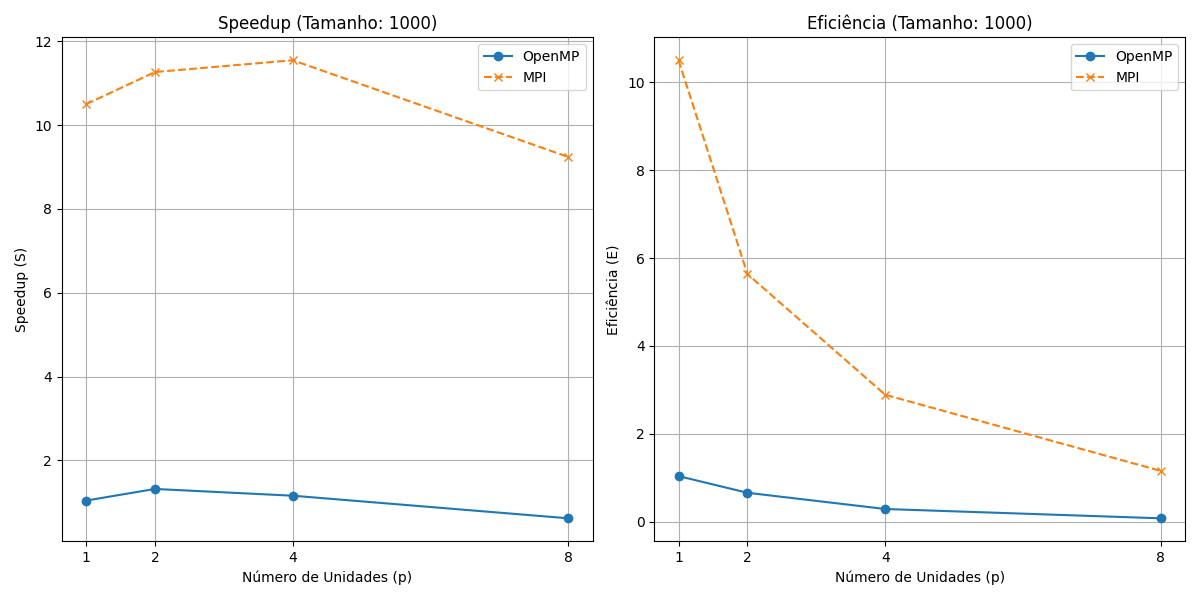 Speedup (Tamanho: 1000)
12
10
8
6
4
2
Speedup (S)
1
2
4
8
Número de Unidades (p)
OpenMP
MPI
Eficiência (Tamanho: 1000)
10
8
6
4
2
0
Eficiência (E)
1
2
4
8
Número de Unidades (p)
OpenMP
MPI